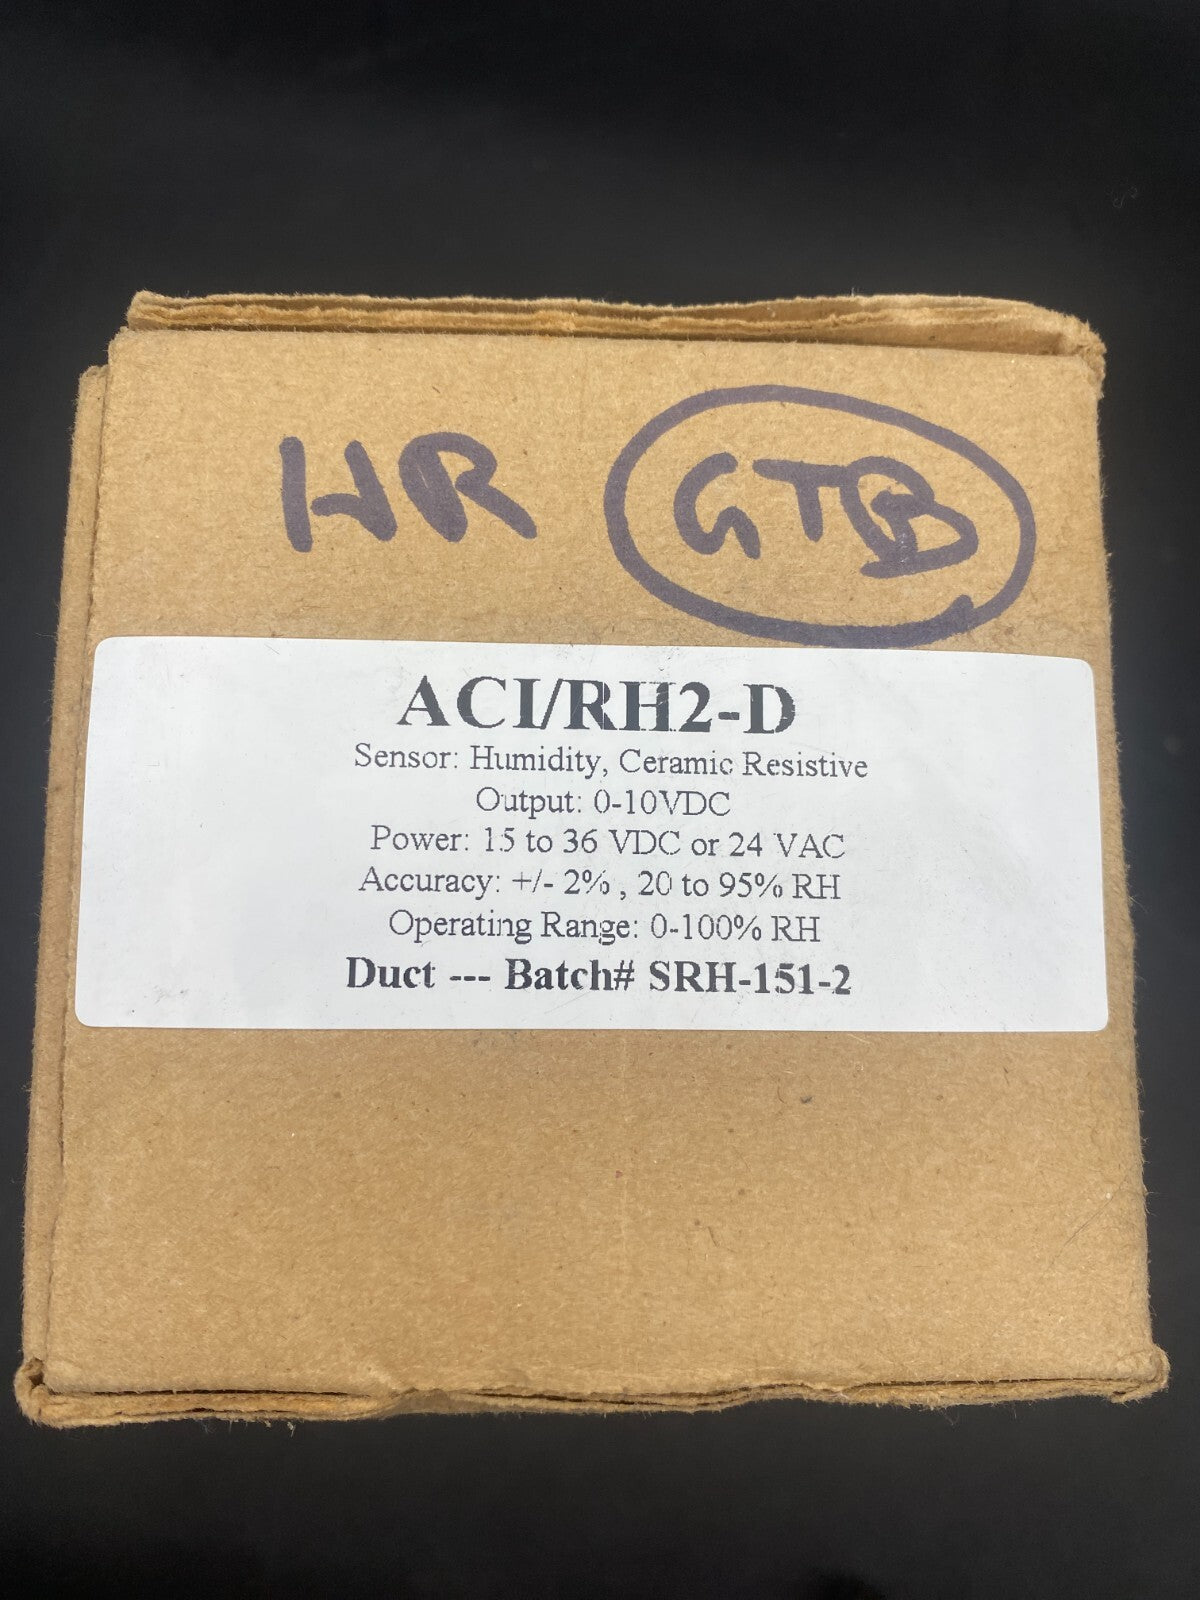 HR GTB
ACI/RH2-D
Sensor: Humidity, Ceramic Resistive
Output: 0-10VDC
Power: 15 to 36 VDC or 24 VAC
Accuracy: +/- 2% , 20 to 95% RH
Operating Range: 0-100% RH
Duct --- Batch# SRH-151-2